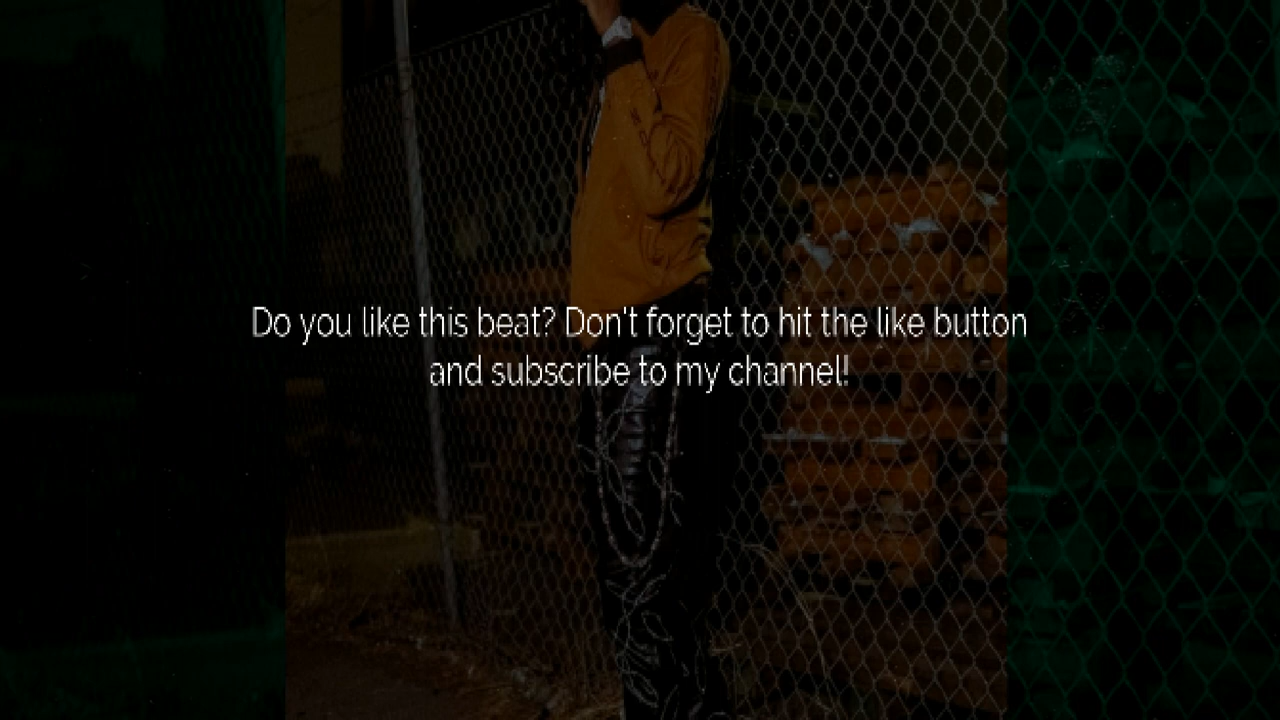 Do you like this beat? Don't forget to hit the like button
and subscribe to my channel!